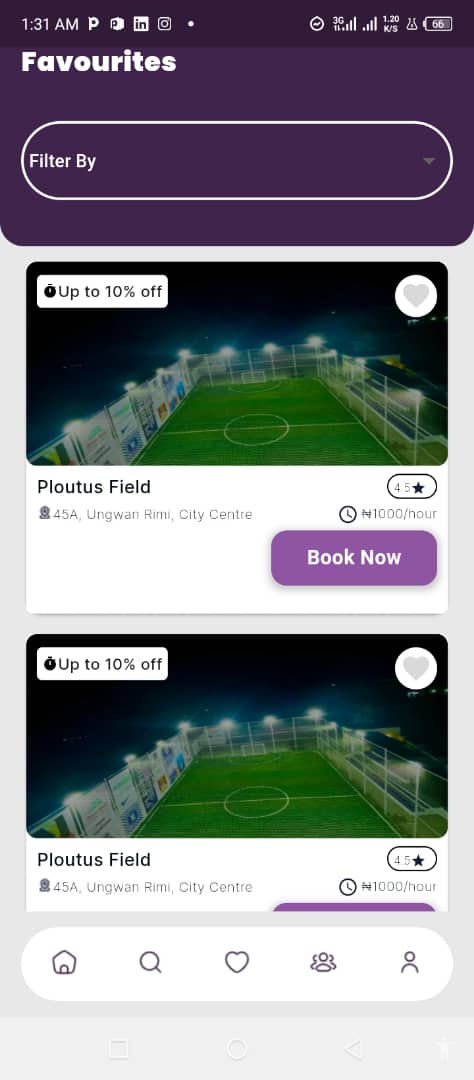 1:31 AM
3G
1.20 K/S
66
Favourites
Filter By
Up to 10% off
Ploutus Field
4.5
45A, Ungwan Rimi, City Centre
₦1000/hour
Book Now
Up to 10% off
Ploutus Field
4.5
45A, Ungwan Rimi, City Centre
₦1000/hour